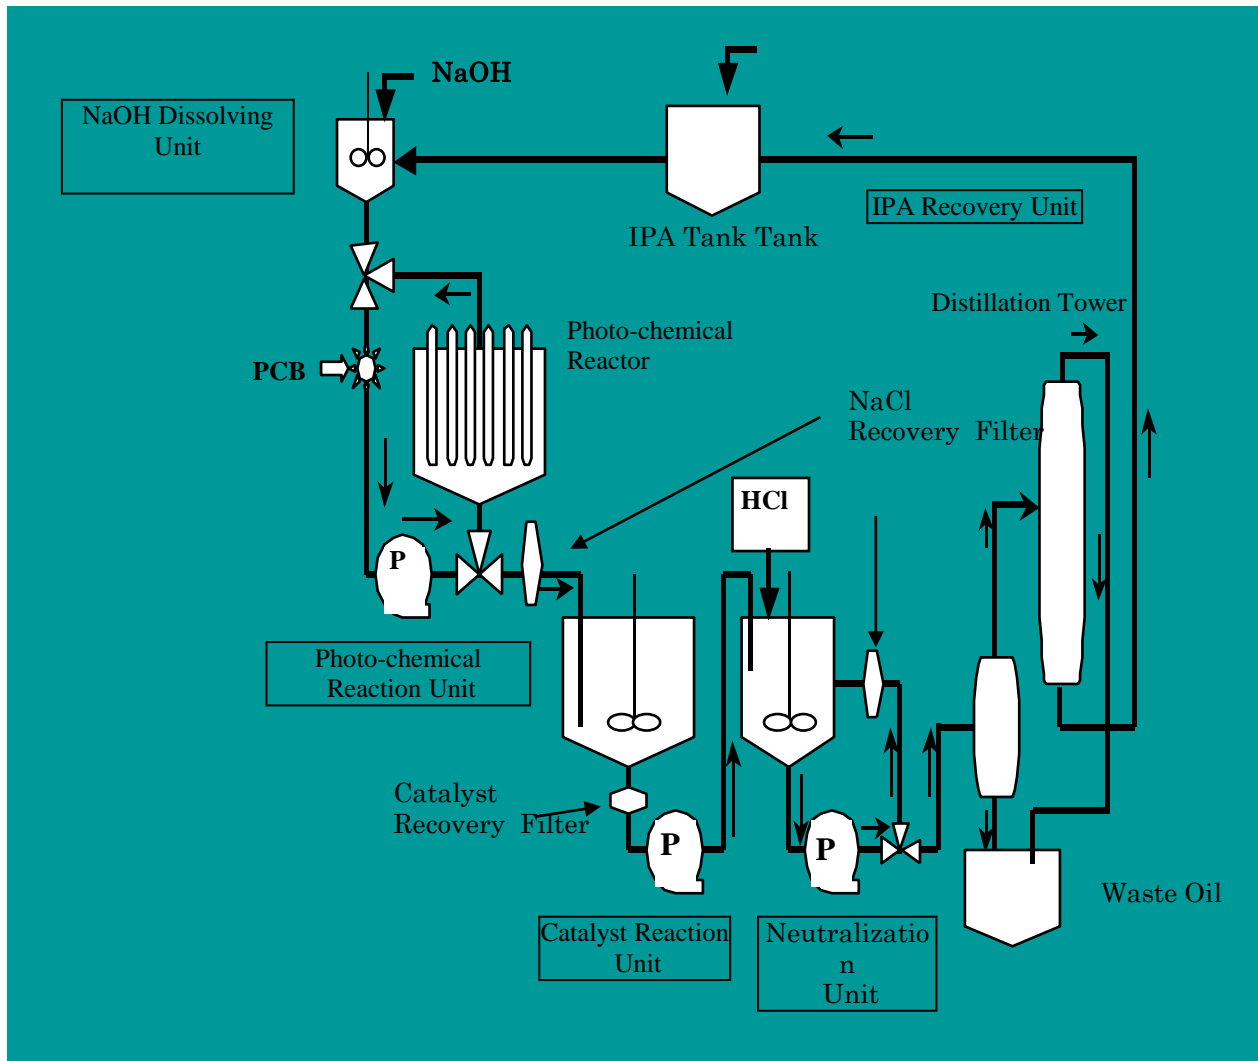 NaOH
NaOH Dissolving
Unit
IPA Recovery Unit
IPA Tank Tank
Distillation Tower
Photo-chemical
Reactor
PCB
NaCl
Recovery Filter
HCl
P
Photo-chemical
Reaction Unit
Catalyst
Recovery Filter
P
P
Waste Oil
Catalyst Reaction
Unit
Neutralizatio
n
Unit